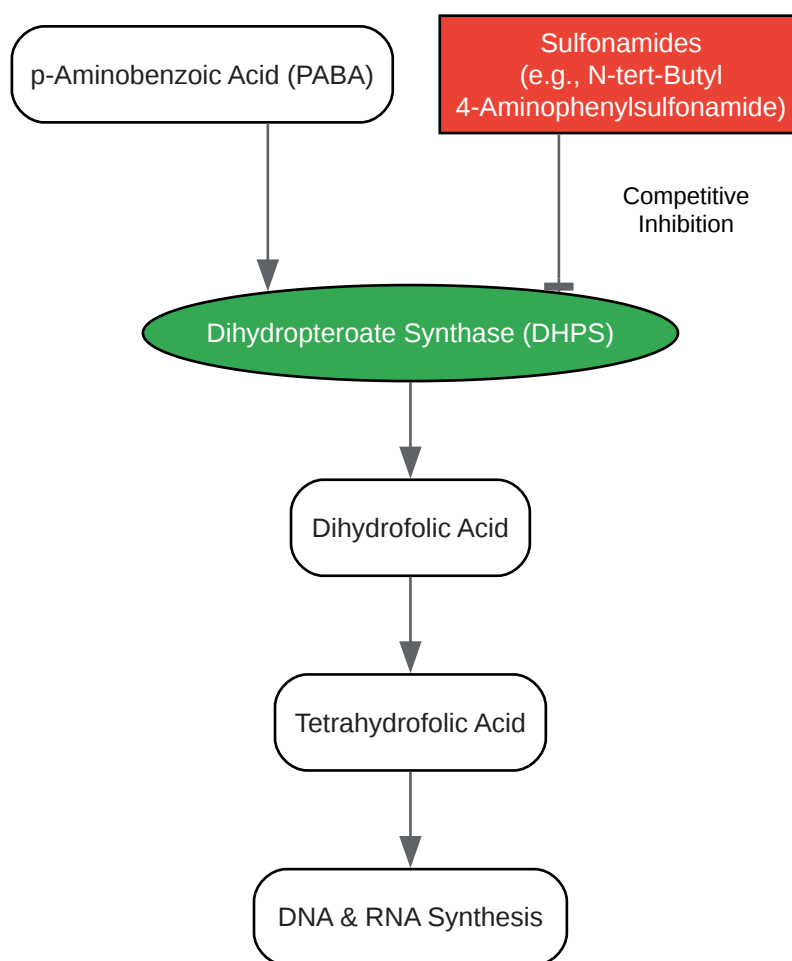 p-Aminobenzoic Acid (PABA)
Sulfonamides
(e.g., N-tert-Butyl
4-Aminophenylsulfonamide)
Competitive
Inhibition
Dihydropteroate Synthase (DHPS)
Dihydrofolic Acid
Tetrahydrofolic Acid
DNA & RNA Synthesis